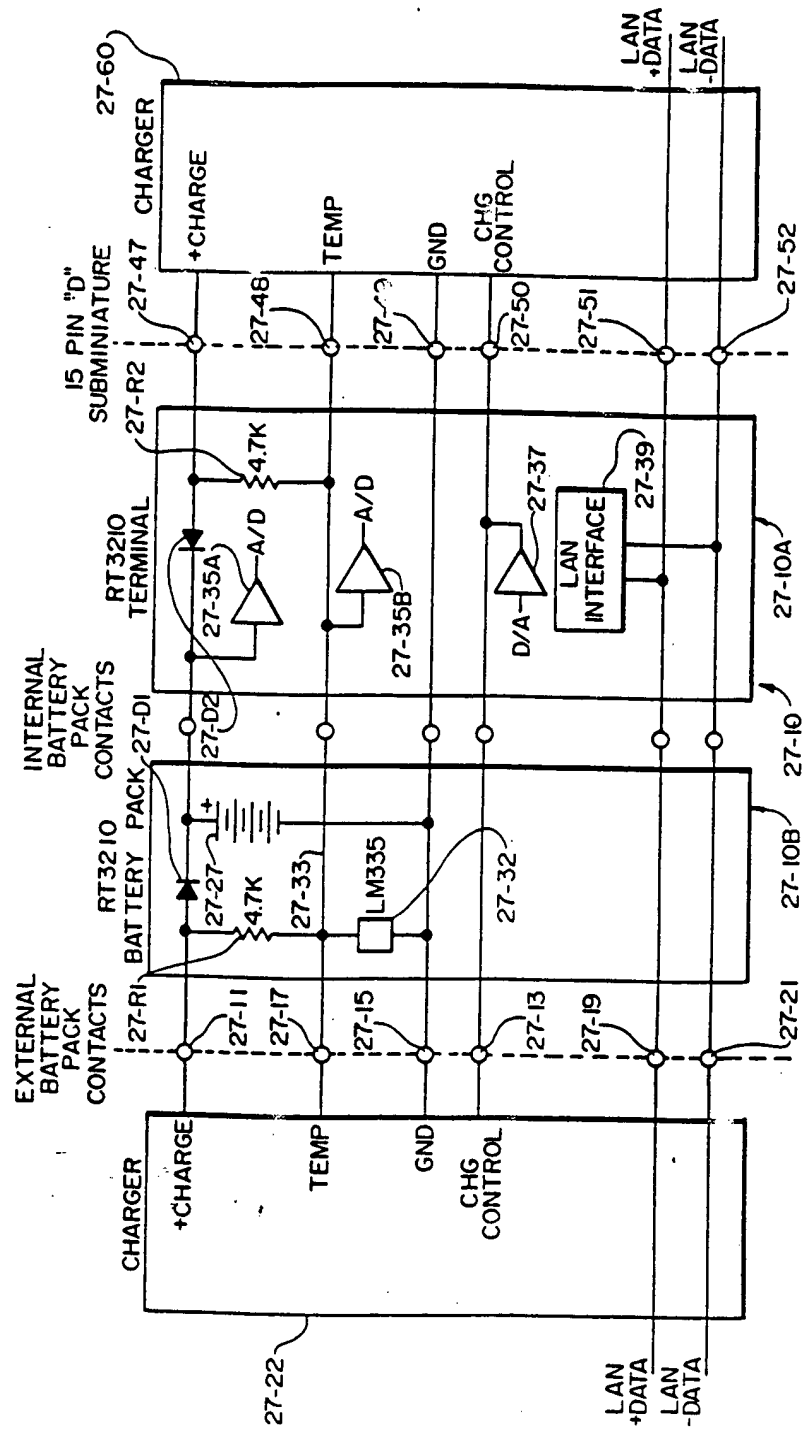 27-60
CHARGER
+CHARGE
TEMP
GND
CHG
CONTROL
LAN
+DATA
LAN
-DATA
15 PIN "D"
SUBMINIATURE
27-47
27-48
27-50
27-51
27-52
27-R2
RT3210
TERMINAL
4.7K
27-35A
A/D
A/D
27-35B
27-37
D/A
27-39
LAN
INTERFACE
27-10A
27-10
INTERNAL
BATTERY
PACK
CONTACTS
27-D2
27-D1
RT3210
BATTERY PACK
27-27
+
4.7K
27-33
LM335
27-32
27-10B
27-R1
EXTERNAL
BATTERY
PACK
CONTACTS
27-11
27-17
27-15
27-13
27-19
27-21
CHARGER
+CHARGE
TEMP
GND
CHG
CONTROL
27-22
LAN
+DATA
LAN
-DATA